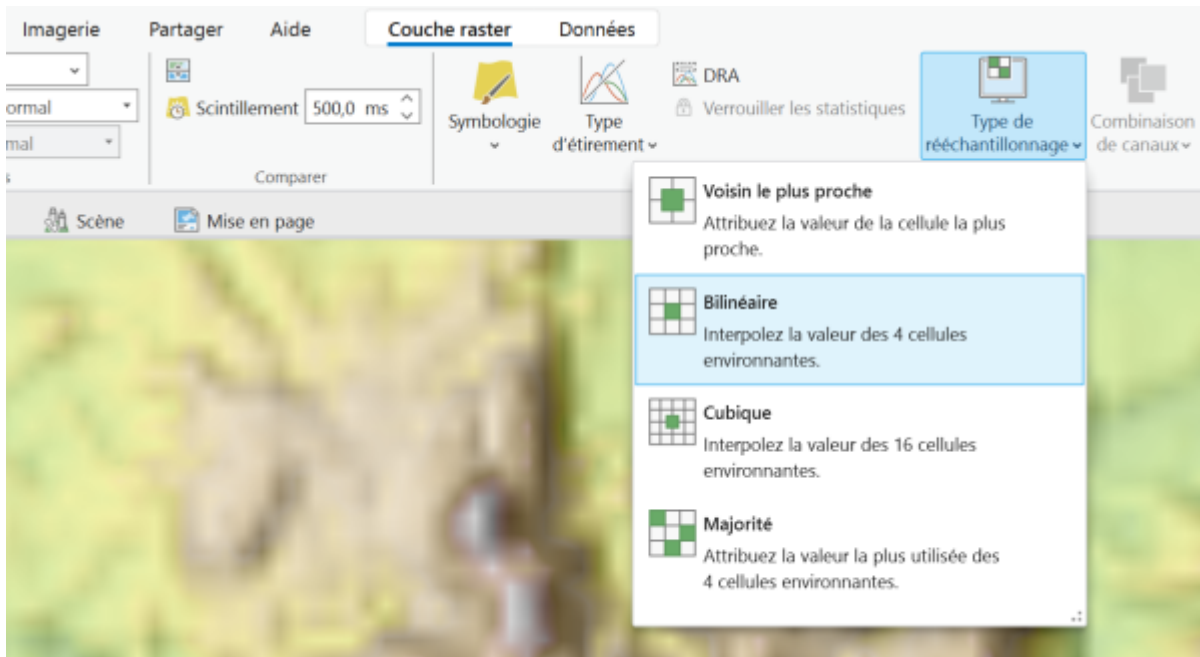 Imagerie Partager Aide Couche raster Données
ormal
mal
Scintillement 500,0 ms
Comparer
Symbologie
Type
d'étirement
DRA
Verrouiller les statistiques
Type de
rééchantillonnage
Combinaison
de canaux
Scène Mise en page
Voisin le plus proche
Attribuez la valeur de la cellule la plus
proche.
Bilinéaire
Interpolez la valeur des 4 cellules
environnantes.
Cubique
Interpolez la valeur des 16 cellules
environnantes.
Majorité
Attribuez la valeur la plus utilisée des
4 cellules environnantes.